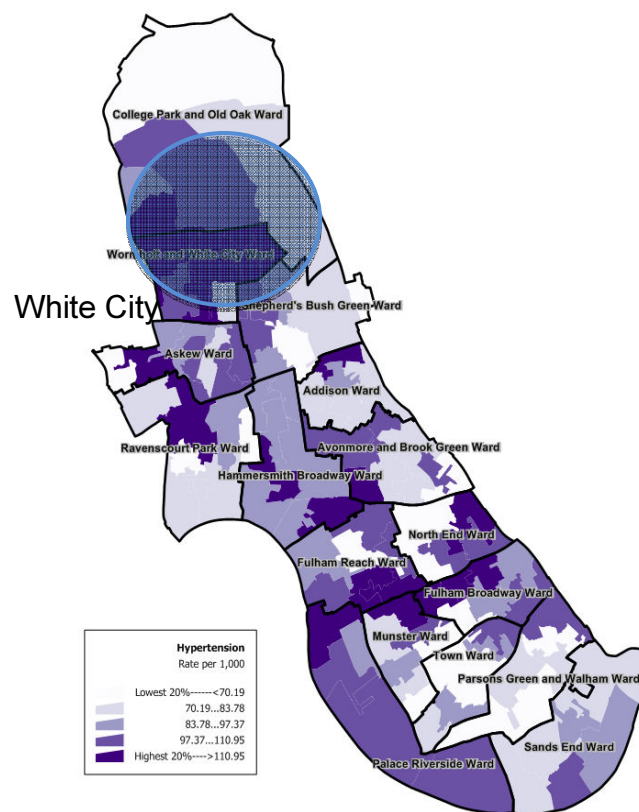 College Park and Old Oak Ward
Wormholt and White City Ward
White City
Shepherd's Bush Green Ward
Askew Ward
Addison Ward
Ravenscourt Park Ward
Avonmore and Brook Green Ward
Hammersmith Broadway Ward
North End Ward
Fulham Reach Ward
Fulham Broadway Ward
Munster Ward
Town Ward
Parsons Green and Walham Ward
Sands End Ward
Palace Riverside Ward
Hypertension
Rate per 1,000
Lowest 20%------<70.19
70.19...83.78
83.78...97.37
97.37...110.95
Highest 20%---->110.95